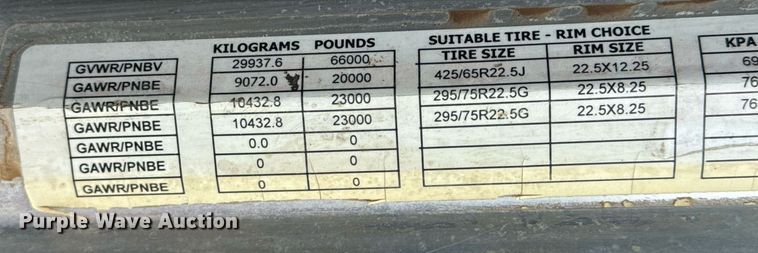 KILOGRAMS POUNDS SUITABLE TIRE - RIM CHOICE
TIRE SIZE RIM SIZE KPA
GVWR/PNBV 29937.6 66000
GAWR/PNBE 9072.0 20000 425/65R22.5J 22.5X12.25 69
GAWR/PNBE 10432.8 23000 295/75R22.5G 22.5X8.25 76
GAWR/PNBE 10432.8 23000 295/75R22.5G 22.5X8.25 76
GAWR/PNBE 0.0 0
GAWR/PNBE 0 0
GAWR/PNBE 0 0
Purple Wave Auction